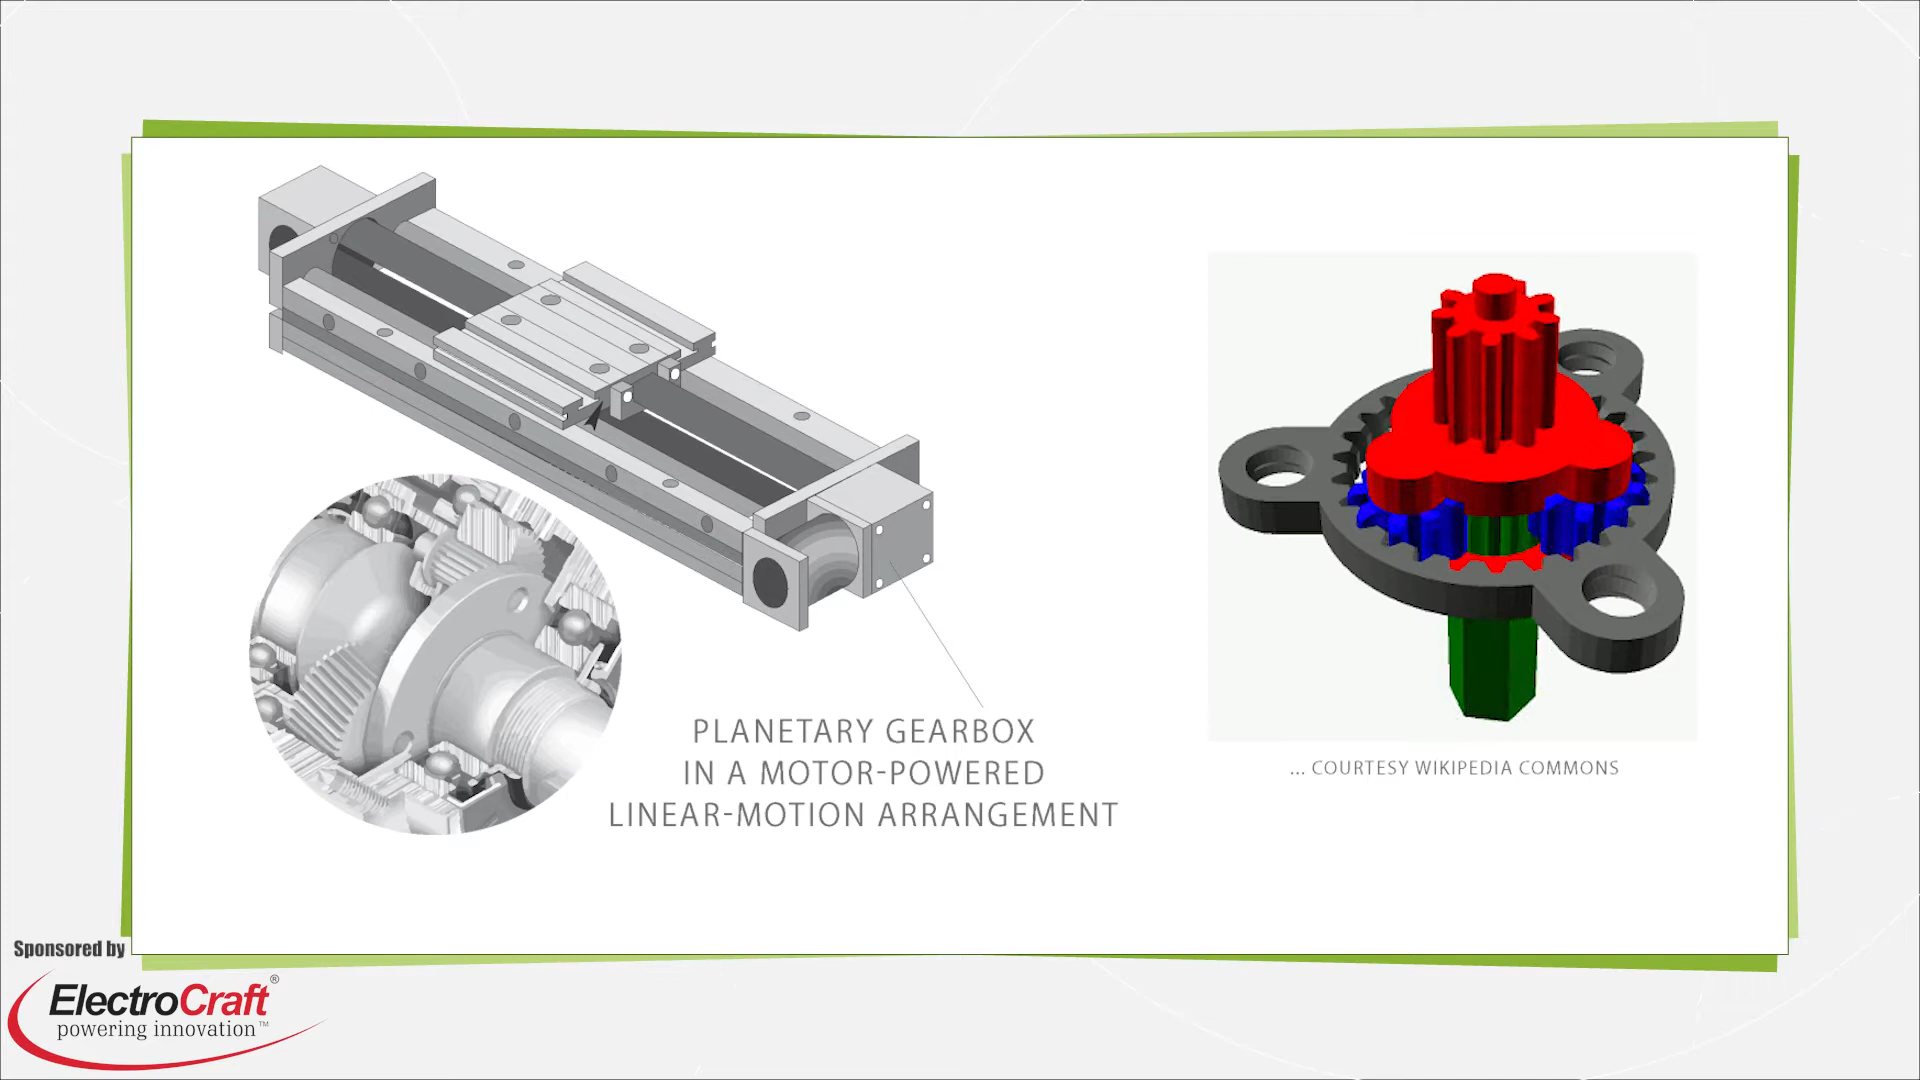 PLANETARY GEARBOX
IN A MOTOR-POWERED
LINEAR-MOTION ARRANGEMENT
... COURTESY WIKIPEDIA COMMONS
Sponsored by
ElectroCraft®
powering innovation™